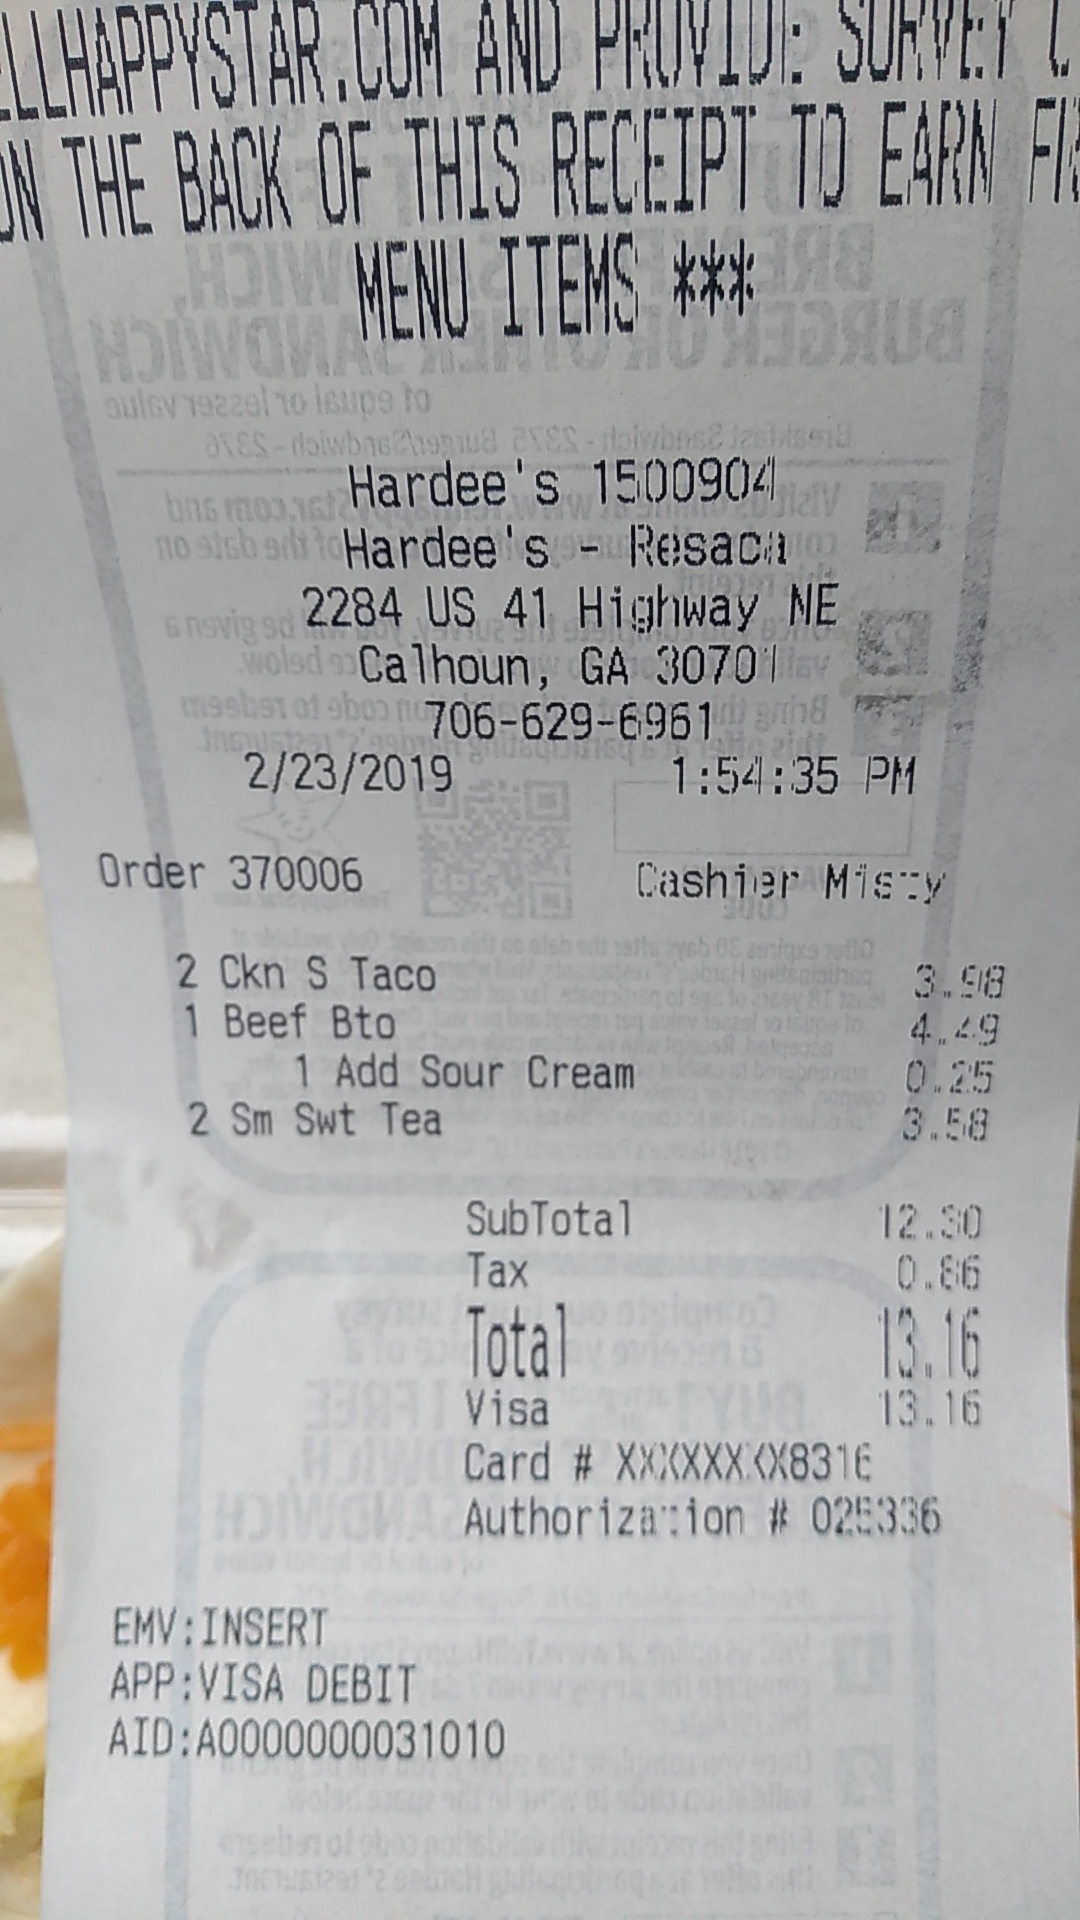 ELLHAPPYSTAR.COM AND PROVIDE SURVEY
ON THE BACK OF THIS RECEIPT TO EARN
MENU ITEMS ***
Hardee's 1500904
Hardee's - Resaca
2284 US 41 Highway NE
Calhoun, GA 30701
706-629-6961
2/23/2019 1:54:35 PM
Order 370006 Cashier Misty
2 Ckn S Taco 3.98
1 Beef Bto 4.49
1 Add Sour Cream 0.25
2 Sm Swt Tea 3.58
SubTotal 12.30
Tax 0.86
Total 13.16
Visa 13.16
Card # XXXXXXXX8316
Authorization # 025336
EMV:INSERT
APP:VISA DEBIT
AID:A0000000031010